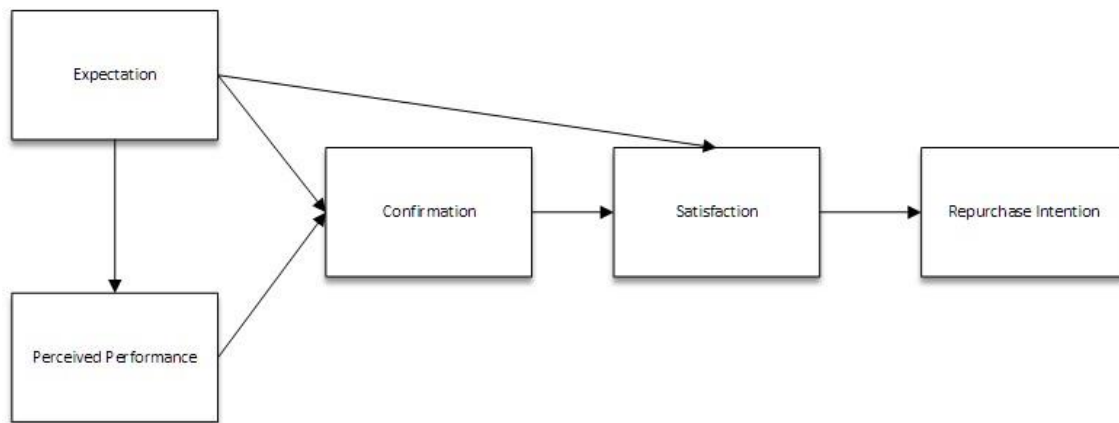 Expectation
Confirmation
Satisfaction
Repurchase Intention
Perceived Performance